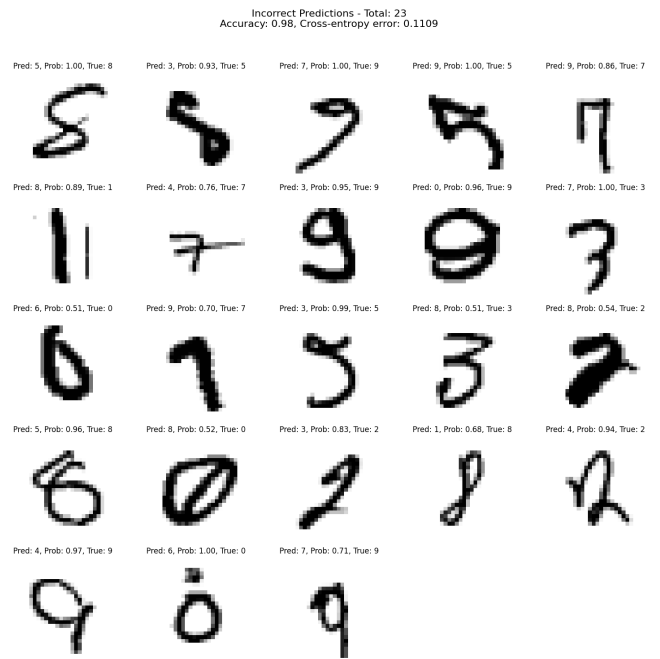 Incorrect Predictions - Total: 23
Accuracy: 0.98, Cross-entropy error: 0.1109
Pred: 5, Prob: 1.00, True: 8
Pred: 3, Prob: 0.93, True: 5
Pred: 7, Prob: 1.00, True: 9
Pred: 9, Prob: 1.00, True: 5
Pred: 9, Prob: 0.86, True: 7
Pred: 8, Prob: 0.89, True: 1
Pred: 4, Prob: 0.76, True: 7
Pred: 3, Prob: 0.95, True: 9
Pred: 0, Prob: 0.96, True: 9
Pred: 7, Prob: 1.00, True: 3
Pred: 6, Prob: 0.51, True: 0
Pred: 9, Prob: 0.70, True: 7
Pred: 3, Prob: 0.99, True: 5
Pred: 8, Prob: 0.51, True: 3
Pred: 8, Prob: 0.54, True: 2
Pred: 5, Prob: 0.96, True: 8
Pred: 8, Prob: 0.52, True: 0
Pred: 3, Prob: 0.83, True: 2
Pred: 1, Prob: 0.68, True: 8
Pred: 4, Prob: 0.94, True: 2
Pred: 4, Prob: 0.97, True: 9
Pred: 6, Prob: 1.00, True: 0
Pred: 7, Prob: 0.71, True: 9